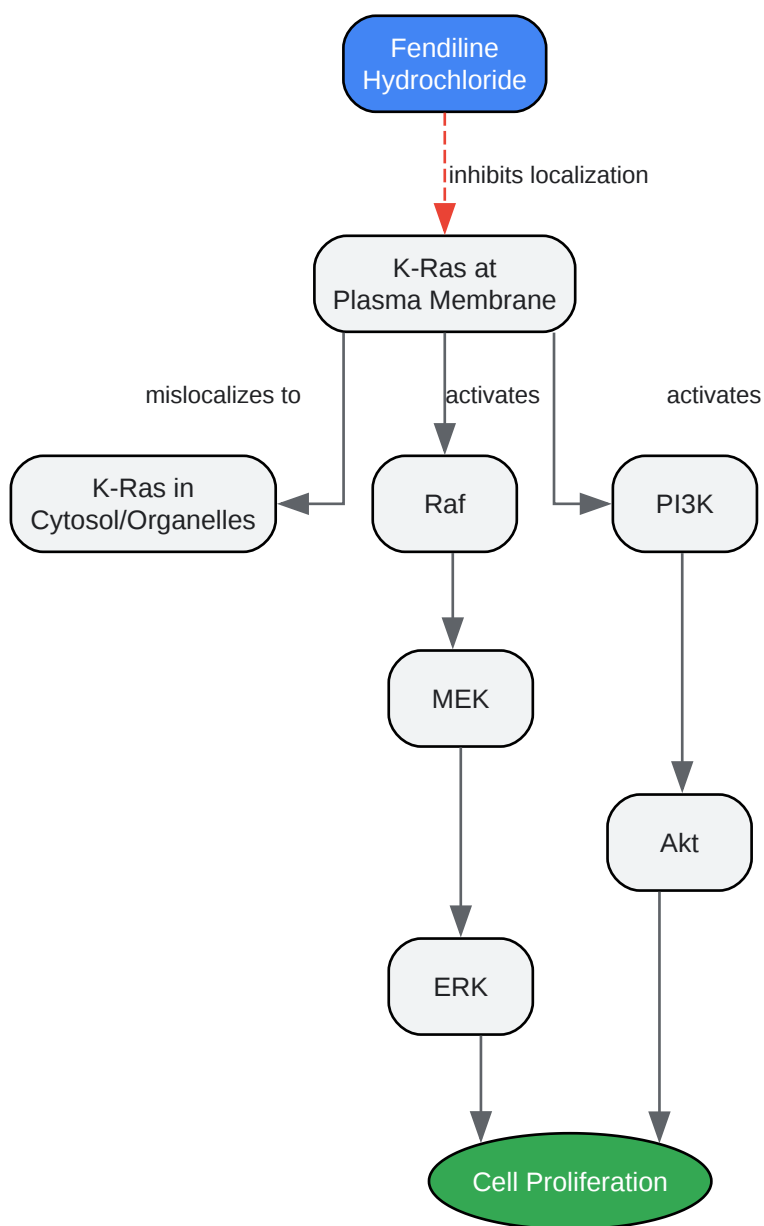 Fendiline
Hydrochloride
inhibits localization
K-Ras at
Plasma Membrane
mislocalizes to
activates
activates
K-Ras in
Cytosol/Organelles
Raf
PI3K
MEK
Akt
ERK
Cell Proliferation